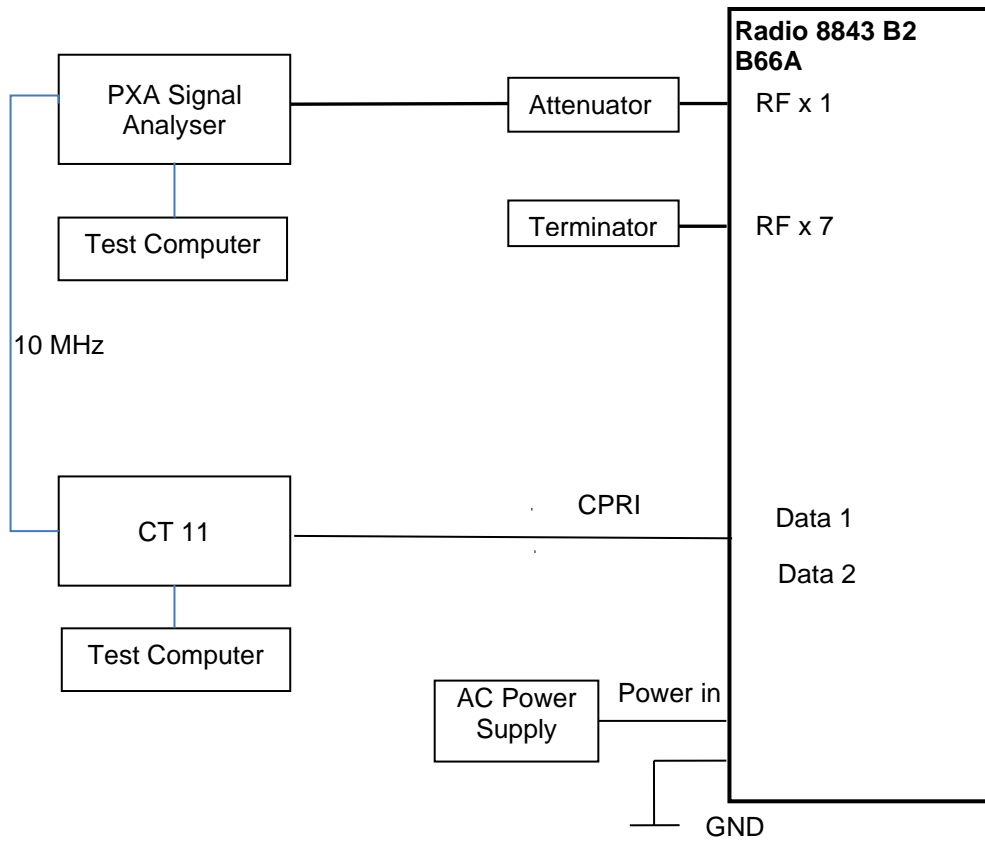 Radio 8843 B2
B66A
PXA Signal
Analyser
Attenuator
RF x 1
Test Computer
Terminator
RF x 7
10 MHz
CT 11
CPRI
Data 1
Data 2
Test Computer
AC Power
Supply
Power in
GND